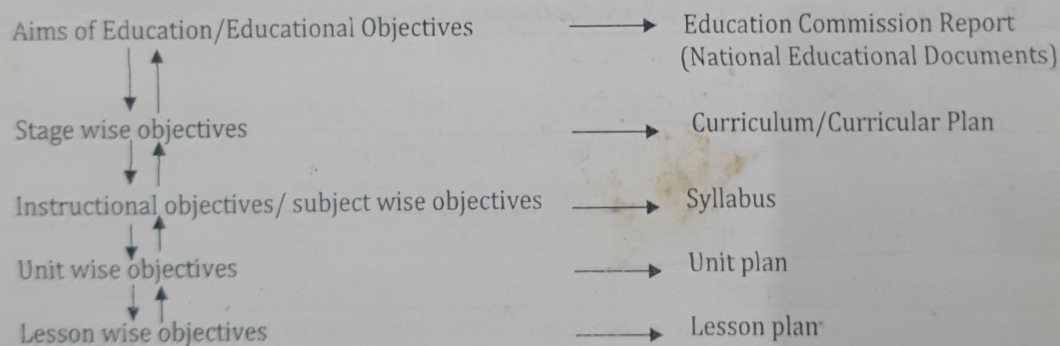 Aims of Education/Educational Objectives
Education Commission Report
(National Educational Documents)
Stage wise objectives
Curriculum/Curricular Plan
Instructional objectives/ subject wise objectives
Syllabus
Unit wise objectives
Unit plan
Lesson wise objectives
Lesson plan